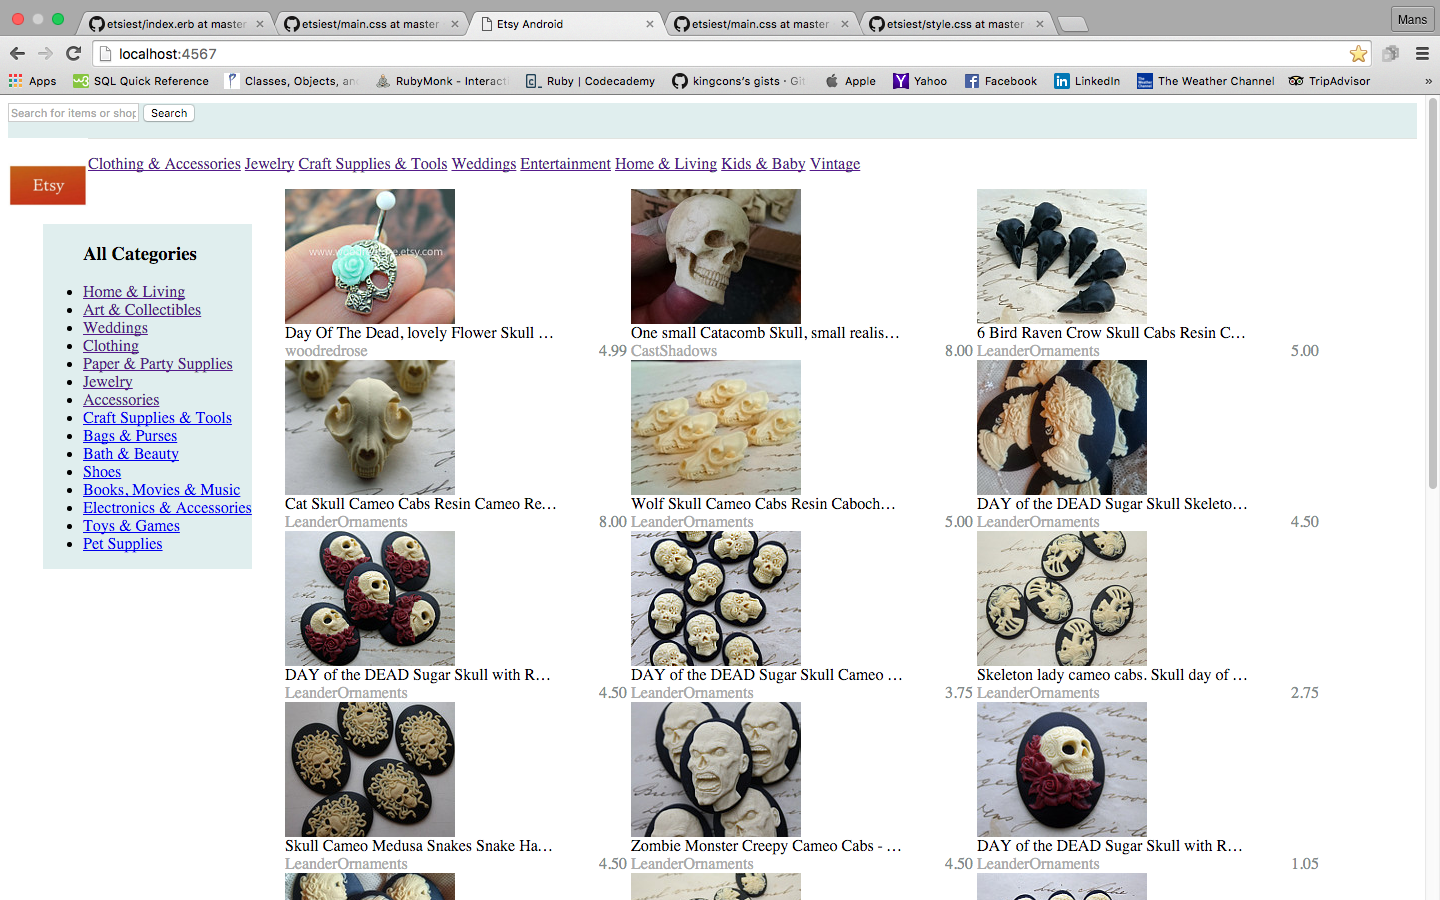 etsiest/index.erb at master
etsiest/main.css at master
Etsy Android
etsiest/main.css at master
etsiest/style.css at master
Mans
localhost:4567
Apps
SQL Quick Reference
Classes, Objects, an
RubyMonk - Interacti
Ruby | Codecademy
kingcons's gists · Git
Apple
Yahoo
Facebook
LinkedIn
The Weather Channel
TripAdvisor
»
Search for items or shop
Search
Clothing & Accessories Jewelry Craft Supplies & Tools Weddings Entertainment Home & Living Kids & Baby Vintage
Etsy
All Categories
Home & Living
Art & Collectibles
Weddings
Clothing
Paper & Party Supplies
Jewelry
Accessories
Craft Supplies & Tools
Bags & Purses
Bath & Beauty
Shoes
Books, Movies & Music
Electronics & Accessories
Toys & Games
Pet Supplies
Day Of The Dead, lovely Flower Skull …
woodredrose 4.99
One small Catacomb Skull, small realis…
CastShadows 8.00
6 Bird Raven Crow Skull Cabs Resin C…
LeanderOrnaments 5.00
Cat Skull Cameo Cabs Resin Cameo Re…
LeanderOrnaments 8.00
Wolf Skull Cameo Cabs Resin Caboch…
LeanderOrnaments 5.00
DAY of the DEAD Sugar Skull Skeleto…
LeanderOrnaments 4.50
DAY of the DEAD Sugar Skull with R…
LeanderOrnaments 4.50
DAY of the DEAD Sugar Skull Cameo …
LeanderOrnaments 3.75
Skeleton lady cameo cabs. Skull day of …
LeanderOrnaments 2.75
Skull Cameo Medusa Snakes Snake Ha…
LeanderOrnaments 4.50
Zombie Monster Creepy Cameo Cabs - …
LeanderOrnaments 4.50
DAY of the DEAD Sugar Skull with R…
LeanderOrnaments 1.05